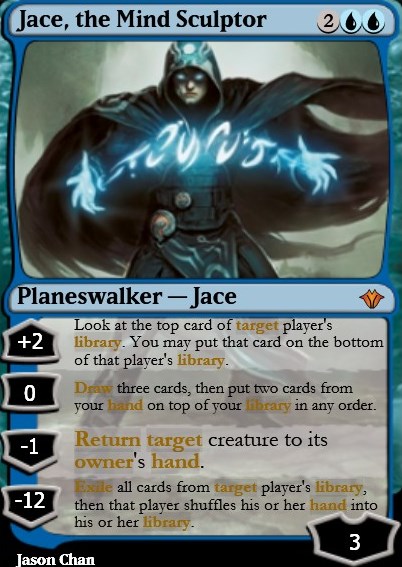 Jace, the Mind Sculptor 2
Planeswalker — Jace
+2
Look at the top card of target player's
library. You may put that card on the bottom
of that player's library.
0
Draw three cards, then put two cards from
your hand on top of your library in any order.
-1
Return target creature to its
owner's hand.
-12
Exile all cards from target player's library,
then that player shuffles his or her hand into
his or her library.
3
Jason Chan